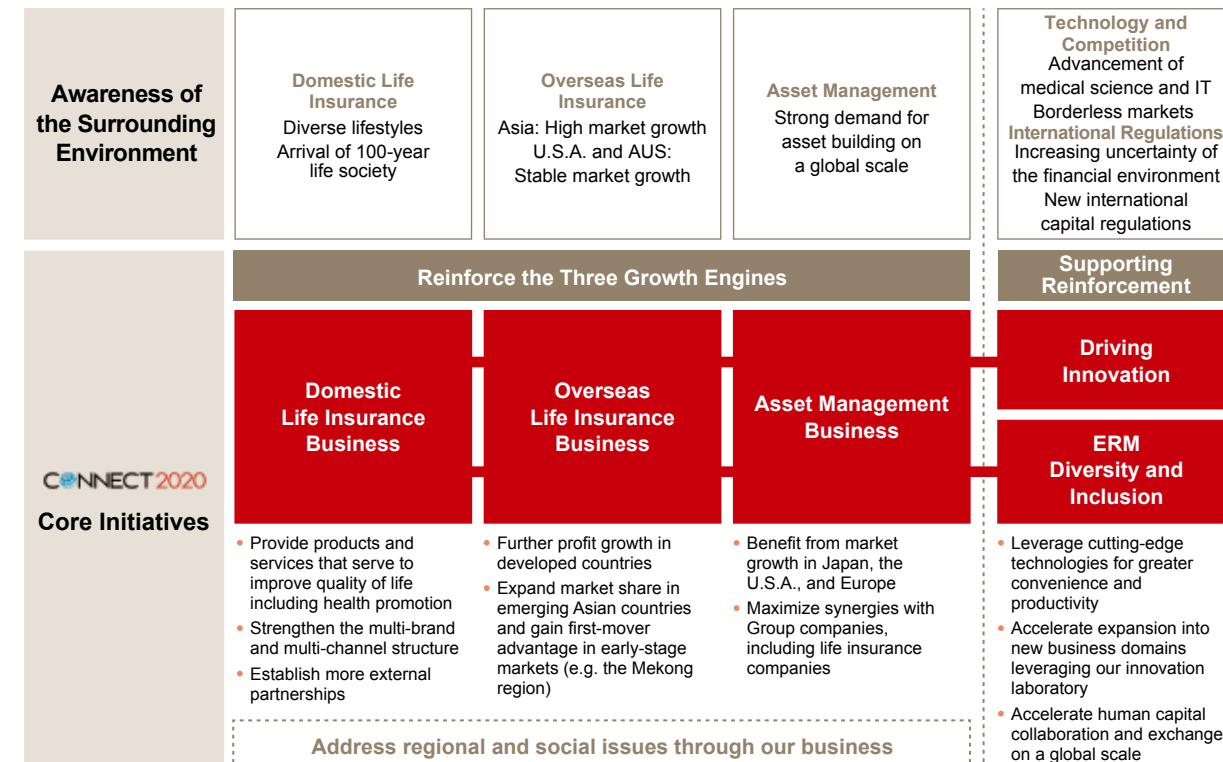 Awareness of
the Surrounding
Environment
Domestic Life
Insurance
Diverse lifestyles
Arrival of 100-year
life society
Overseas Life
Insurance
Asia: High market growth
U.S.A. and AUS:
Stable market growth
Asset Management
Strong demand for
asset building on
a global scale
Technology and
Competition
Advancement of
medical science and IT
Borderless markets
International Regulations
Increasing uncertainty of
the financial environment
New international
capital regulations
Reinforce the Three Growth Engines
Supporting
Reinforcement
CONNECT2020
Core Initiatives
Domestic
Life Insurance
Business
Overseas
Life Insurance
Business
Asset Management
Business
Driving
Innovation
ERM
Diversity and
Inclusion
• Provide products and
services that serve to
improve quality of life
including health promotion
• Strengthen the multi-brand
and multi-channel structure
• Establish more external
partnerships
• Further profit growth in
developed countries
• Expand market share in
emerging Asian countries
and gain first-mover
advantage in early-stage
markets (e.g. the Mekong
region)
• Benefit from market
growth in Japan, the
U.S.A., and Europe
• Maximize synergies with
Group companies,
including life insurance
companies
• Leverage cutting-edge
technologies for greater
convenience and
productivity
• Accelerate expansion into
new business domains
leveraging our innovation
laboratory
• Accelerate human capital
collaboration and exchange
on a global scale
Address regional and social issues through our business